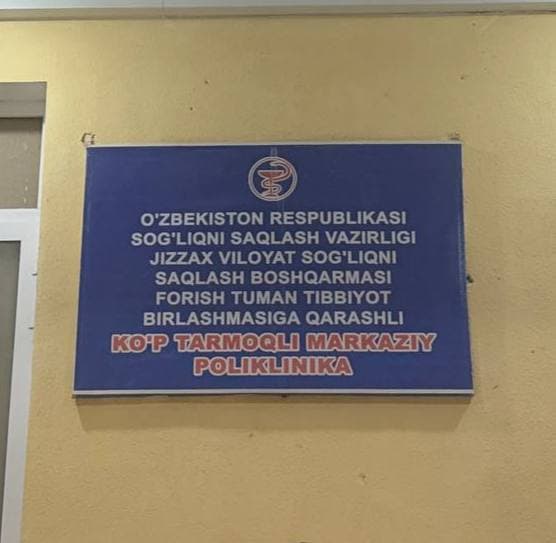 O'ZBEKISTON RESPUBLIKASI
SOG'LIQNI SAQLASH VAZIRLIGI
JIZZAX VILOYAT SOG'LIQNI
SAQLASH BOSHQARMASI
FORISH TUMAN TIBBIYOT
BIRLASHMASIGA QARASHLI
KO'P TARMOQLI MARKAZIY
POLIKLINIKA